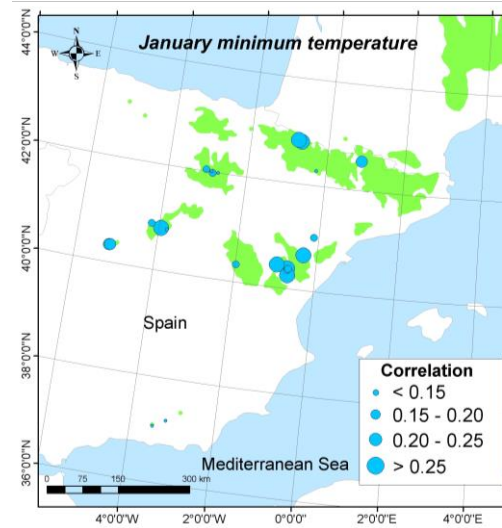 January minimum temperature
N
W E
S
44°0'0"N
42°0'0"N
40°0'0"N
38°0'0"N
36°0'0"N
Spain
Mediterranean Sea
Correlation
< 0.15
0.15 - 0.20
0.20 - 0.25
> 0.25
0 75 150 300 km
4°0'0"W 2°0'0"W 0°0'0" 2°0'0"E 4°0'0"E